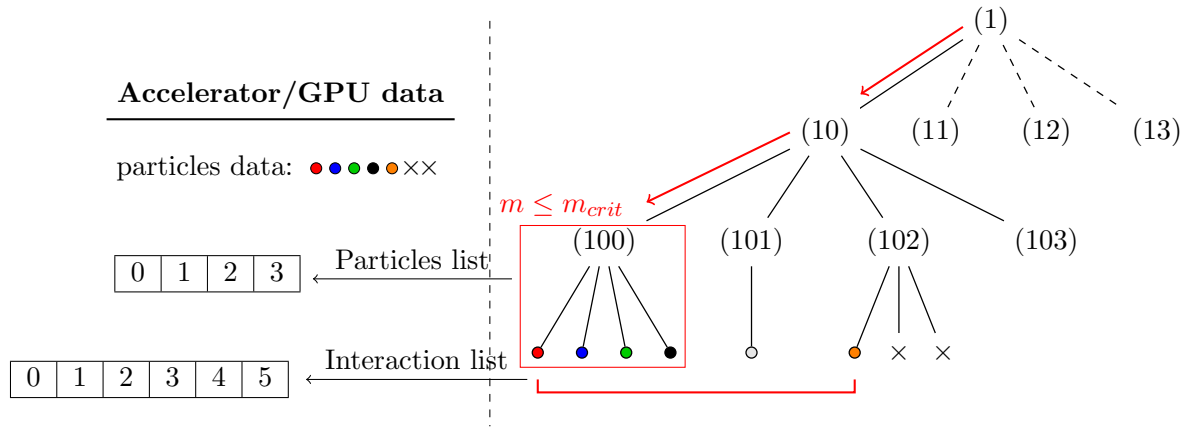 (1)
Accelerator/GPU data
(10) (11) (12) (13)
particles data: ××
m ≤ m_crit
(100) (101) (102) (103)
Particles list
0 1 2 3
× ×
Interaction list
0 1 2 3 4 5